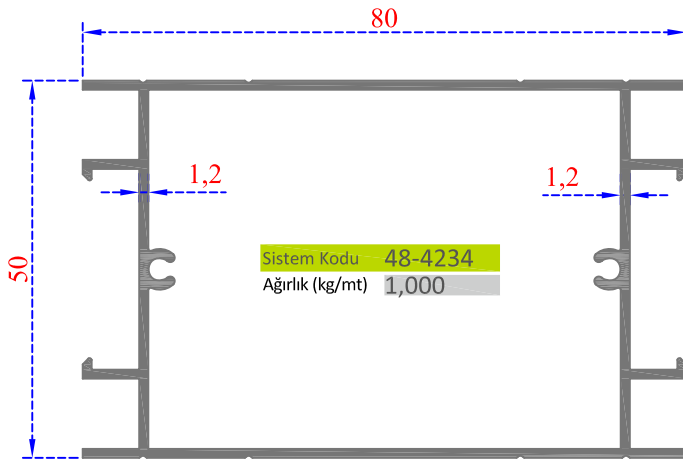 80
1,2
1,2
50
Sistem Kodu 48-4234
Ağırlık (kg/mt) 1,000